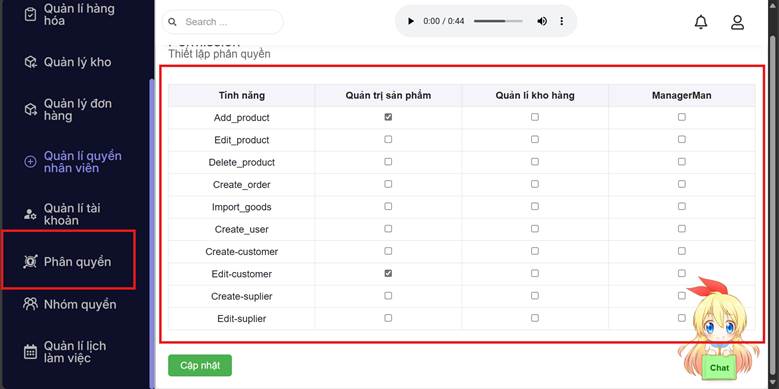 Quản lí hàng
hóa
Quản lý kho
Quản lý đơn
hàng
Quản lí quyền
nhân viên
Quản lí tài
khoản
Phân quyền
Nhóm quyền
Quản lí lịch
làm việc
Search ...
0:00 / 0:44
Thiết lập phân quyền
Tính năng Quản trị sản phẩm Quản lí kho hàng ManagerMan
Add_product
Edit_product
Delete_product
Create_order
Import_goods
Create_user
Create-customer
Edit-customer
Create-suplier
Edit-suplier
Cập nhật
Chat